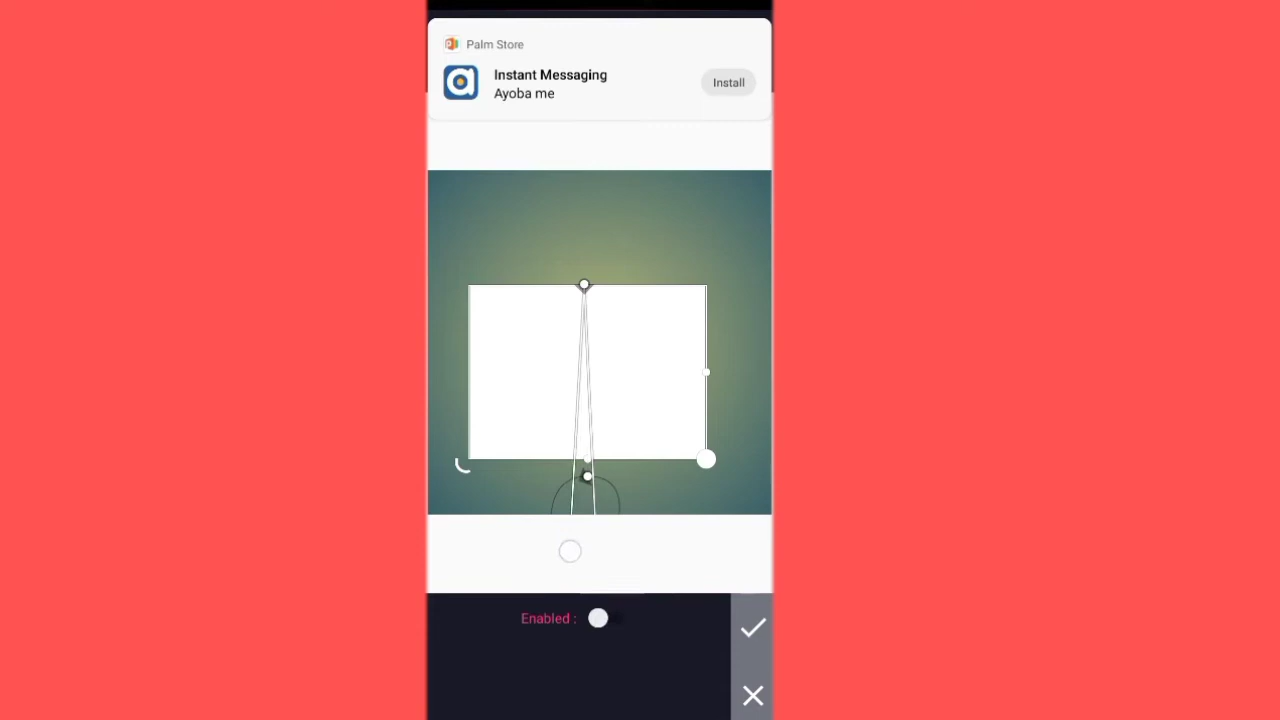 Palm Store
Instant Messaging
Install
Ayoba me
Enabled :